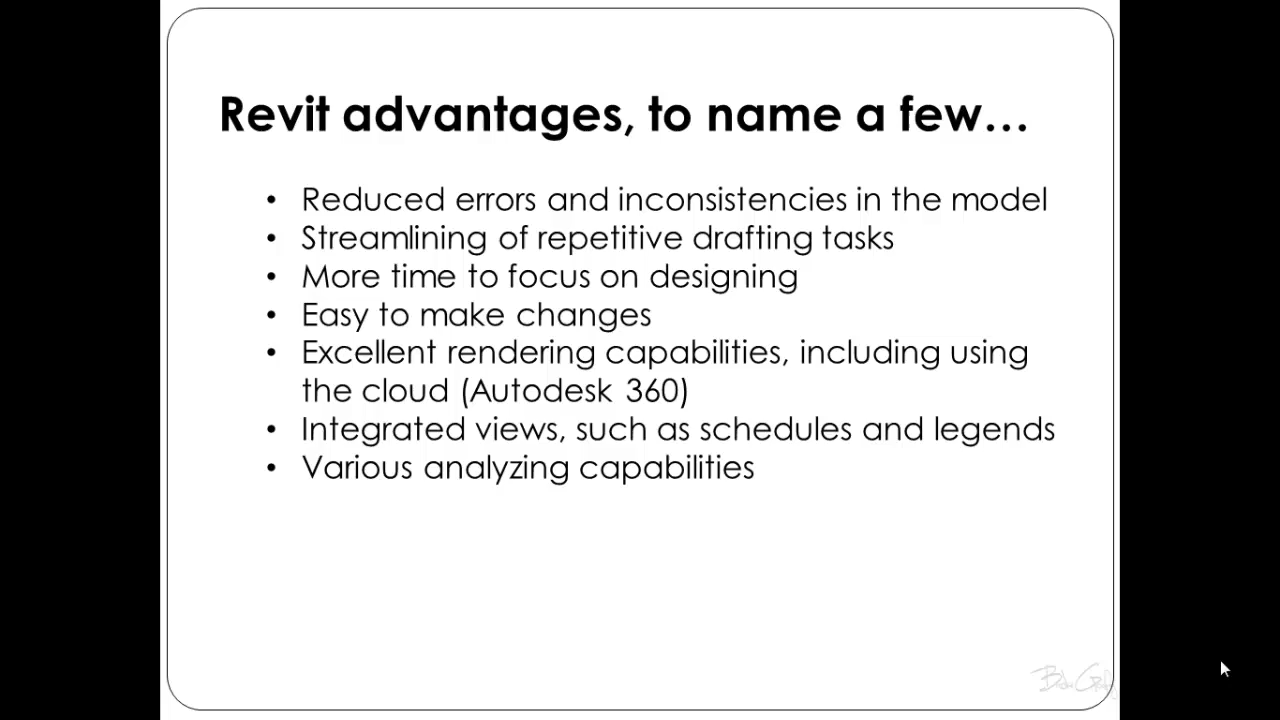 Revit advantages, to name a few...
• Reduced errors and inconsistencies in the model
• Streamlining of repetitive drafting tasks
• More time to focus on designing
• Easy to make changes
• Excellent rendering capabilities, including using
the cloud (Autodesk 360)
• Integrated views, such as schedules and legends
• Various analyzing capabilities